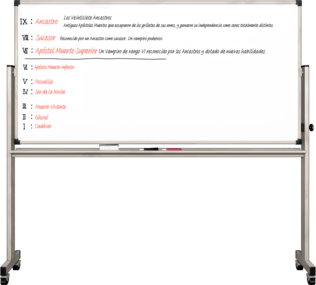 IX : Ancestro Los Veintisiete Ancestros
Antiguos Apóstoles Muertos que escaparon de los grilletes de sus amos, y ganaron su independencia como seres totalmente distintos.
VIII : Sucesor Reconocido por un Ancestro como sucesor. Un vampiro poderoso.
VII : Apóstol Muerto Superior Un Vampiro de rango VI reconocido por los Ancestros y dotado de nuevas habilidades.
VI : Apóstol Muerto Inferior
V : Pesadilla
IV : Ser de la noche
III : Muerto Viviente
II : Ghoul
I : Cadáver